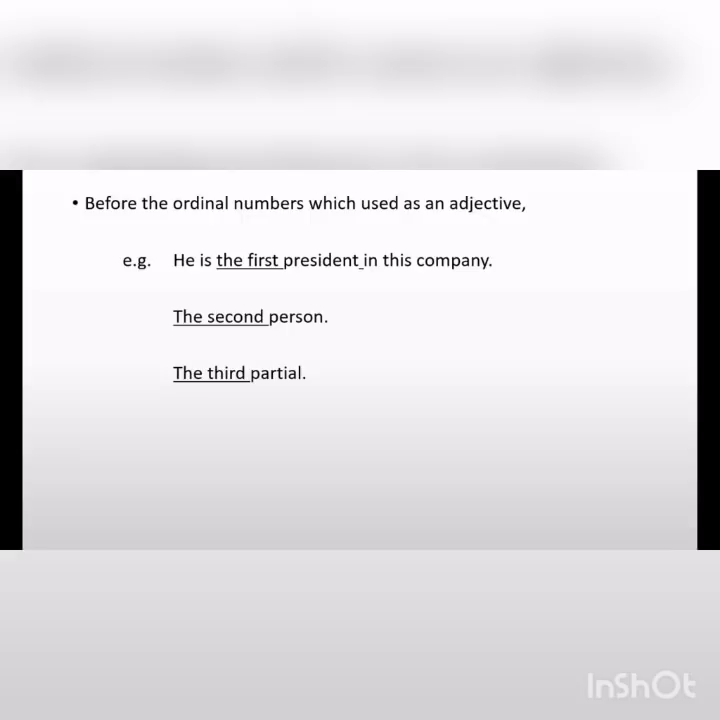 • Before the ordinal numbers which used as an adjective,
e.g. He is the first president in this company.
The second person.
The third partial.
InShOt